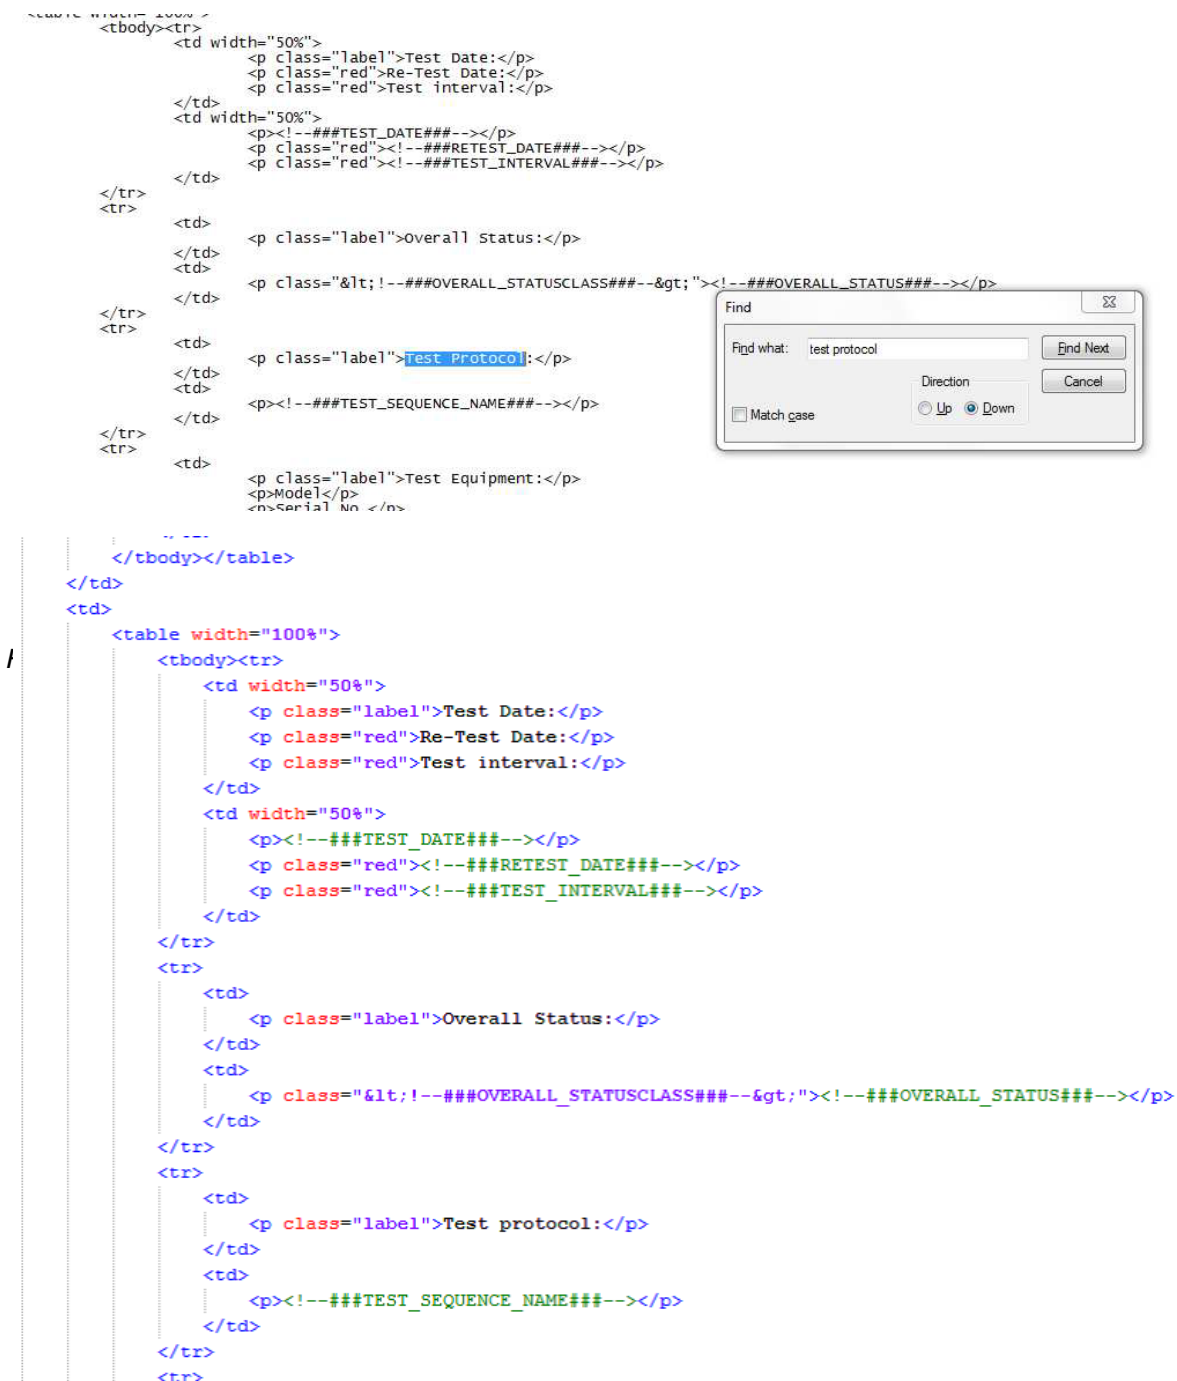 <table width="100%">
<tbody><tr>
<td width="50%">
<p class="label">Test Date:</p>
<p class="red">Re-Test Date:</p>
<p class="red">Test interval:</p>
</td>
<td width="50%">
<p><!--###TEST_DATE###--></p>
<p class="red"><!--###RETEST_DATE###--></p>
<p class="red"><!--###TEST_INTERVAL###--></p>
</td>
</tr>
<tr>
<td>
<p class="label">Overall Status:</p>
</td>
<td>
<p class="&lt;!--###OVERALL_STATUSCLASS###--&gt;"><!--###OVERALL_STATUS###--></p>
</td>
</tr>
<tr>
<td>
<p class="label">Test Protocol:</p>
</td>
<td>
<p><!--###TEST_SEQUENCE_NAME###--></p>
</td>
</tr>
<tr>
<td>
<p class="label">Test Equipment:</p>
<p>Model</p>
<p>Serial No </p>
Find
Find what: test protocol Find Next
Direction Cancel
Match case Up Down
</tbody></table>
</td>
<td>
<table width="100%">
<tbody><tr>
<td width="50%">
<p class="label">Test Date:</p>
<p class="red">Re-Test Date:</p>
<p class="red">Test interval:</p>
</td>
<td width="50%">
<p><!--###TEST_DATE###--></p>
<p class="red"><!--###RETEST_DATE###--></p>
<p class="red"><!--###TEST_INTERVAL###--></p>
</td>
</tr>
<tr>
<td>
<p class="label">Overall Status:</p>
</td>
<td>
<p class="&lt;!--###OVERALL_STATUSCLASS###--&gt;"><!--###OVERALL_STATUS###--></p>
</td>
</tr>
<tr>
<td>
<p class="label">Test protocol:</p>
</td>
<td>
<p><!--###TEST_SEQUENCE_NAME###--></p>
</td>
</tr>
<tr>